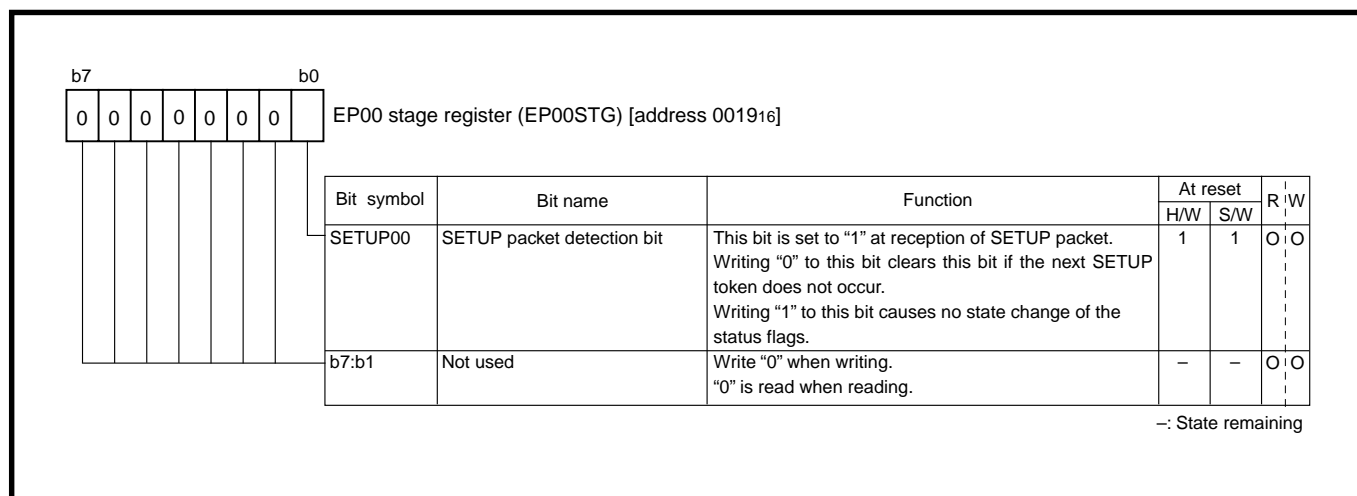 b7 b0
0 0 0 0 0 0 0 EP00 stage register (EP00STG) [address 001916]
Bit symbol Bit name Function At reset R W
H/W S/W
SETUP00 SETUP packet detection bit This bit is set to “1” at reception of SETUP packet. 1 1 O O
Writing “0” to this bit clears this bit if the next SETUP
token does not occur.
Writing “1” to this bit causes no state change of the
status flags.
b7:b1 Not used Write “0” when writing. – – O O
“0” is read when reading.
–: State remaining